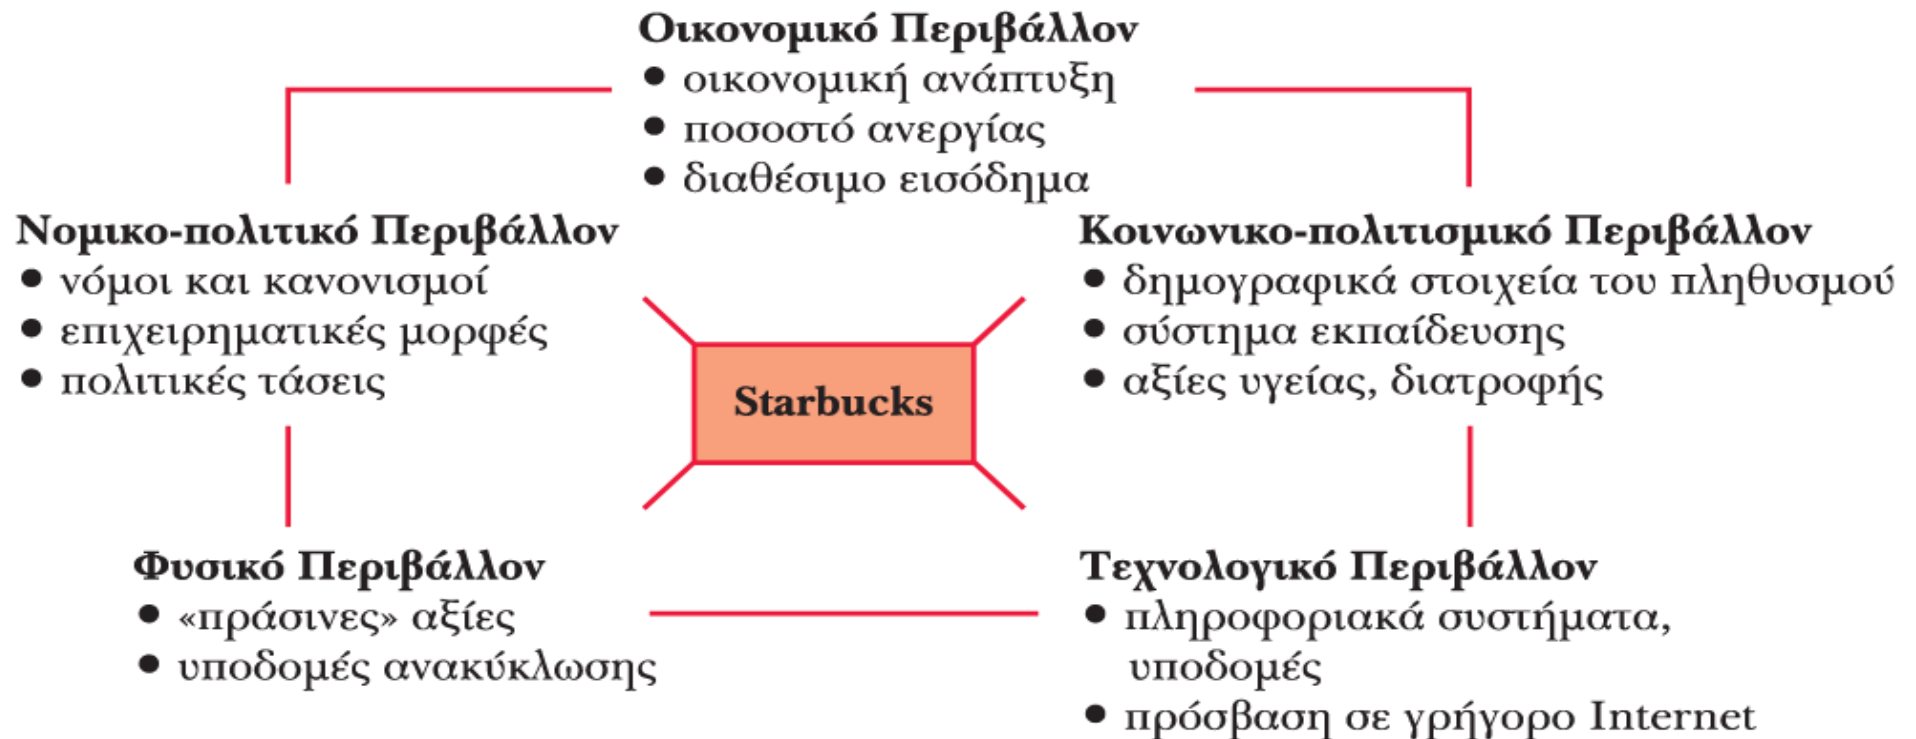 Οικονομικό Περιβάλλον
● οικονομική ανάπτυξη
● ποσοστό ανεργίας
● διαθέσιμο εισόδημα
Νομικο-πολιτικό Περιβάλλον
● νόμοι και κανονισμοί
● επιχειρηματικές μορφές
● πολιτικές τάσεις
Κοινωνικο-πολιτισμικό Περιβάλλον
● δημογραφικά στοιχεία του πληθυσμού
● σύστημα εκπαίδευσης
● αξίες υγείας, διατροφής
Starbucks
Φυσικό Περιβάλλον
● «πράσινες» αξίες
● υποδομές ανακύκλωσης
Τεχνολογικό Περιβάλλον
● πληροφοριακά συστήματα,
υποδομές
● πρόσβαση σε γρήγορο Internet